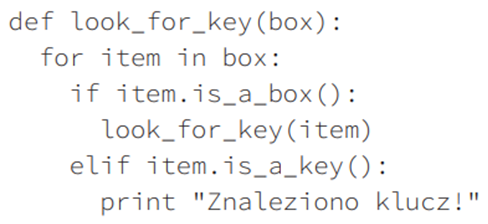 def look_for_key(box):
  for item in box:
    if item.is_a_box():
      look_for_key(item)
    elif item.is_a_key():
      print "Znaleziono klucz!"